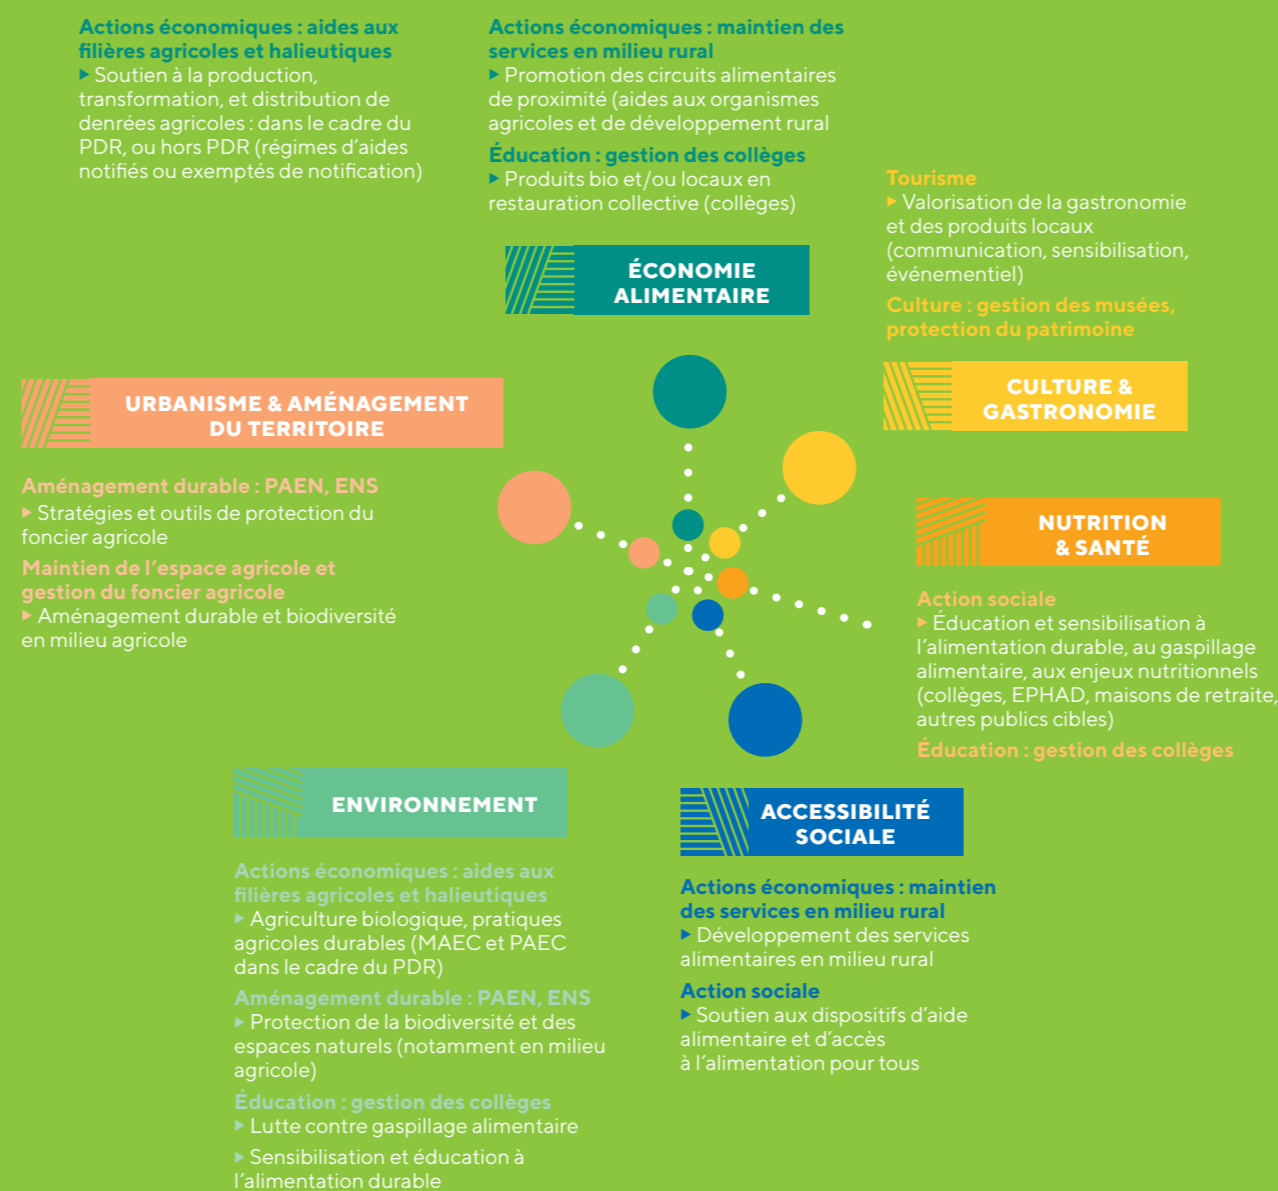 Actions économiques : aides aux
filières agricoles et halieutiques
▶ Soutien à la production,
transformation, et distribution de
denrées agricoles : dans le cadre du
PDR, ou hors PDR (régimes d'aides
notifiés ou exemptés de notification)
Actions économiques : maintien des
services en milieu rural
▶ Promotion des circuits alimentaires
de proximité (aides aux organismes
agricoles et de développement rural
Éducation : gestion des collèges
▶ Produits bio et/ou locaux en
restauration collective (collèges)
ÉCONOMIE
ALIMENTAIRE
Tourisme
▶ Valorisation de la gastronomie
et des produits locaux
(communication, sensibilisation,
événementiel)
Culture : gestion des musées,
protection du patrimoine
CULTURE &
GASTRONOMIE
URBANISME & AMÉNAGEMENT
DU TERRITOIRE
Aménagement durable : PAEN, ENS
▶ Stratégies et outils de protection du
foncier agricole
Maintien de l'espace agricole et
gestion du foncier agricole
▶ Aménagement durable et biodiversité
en milieu agricole
NUTRITION
& SANTÉ
Action sociale
▶ Éducation et sensibilisation à
l'alimentation durable, au gaspillage
alimentaire, aux enjeux nutritionnels
(collèges, EPHAD, maisons de retraite,
autres publics cibles)
Éducation : gestion des collèges
ENVIRONNEMENT
Actions économiques : aides aux
filières agricoles et halieutiques
▶ Agriculture biologique, pratiques
agricoles durables (MAEC et PAEC
dans le cadre du PDR)
Aménagement durable : PAEN, ENS
▶ Protection de la biodiversité et des
espaces naturels (notamment en milieu
agricole)
Éducation : gestion des collèges
▶ Lutte contre gaspillage alimentaire
▶ Sensibilisation et éducation à
l'alimentation durable
ACCESSIBILITÉ
SOCIALE
Actions économiques : maintien
des services en milieu rural
▶ Développement des services
alimentaires en milieu rural
Action sociale
▶ Soutien aux dispositifs d'aide
alimentaire et d'accès
à l'alimentation pour tous